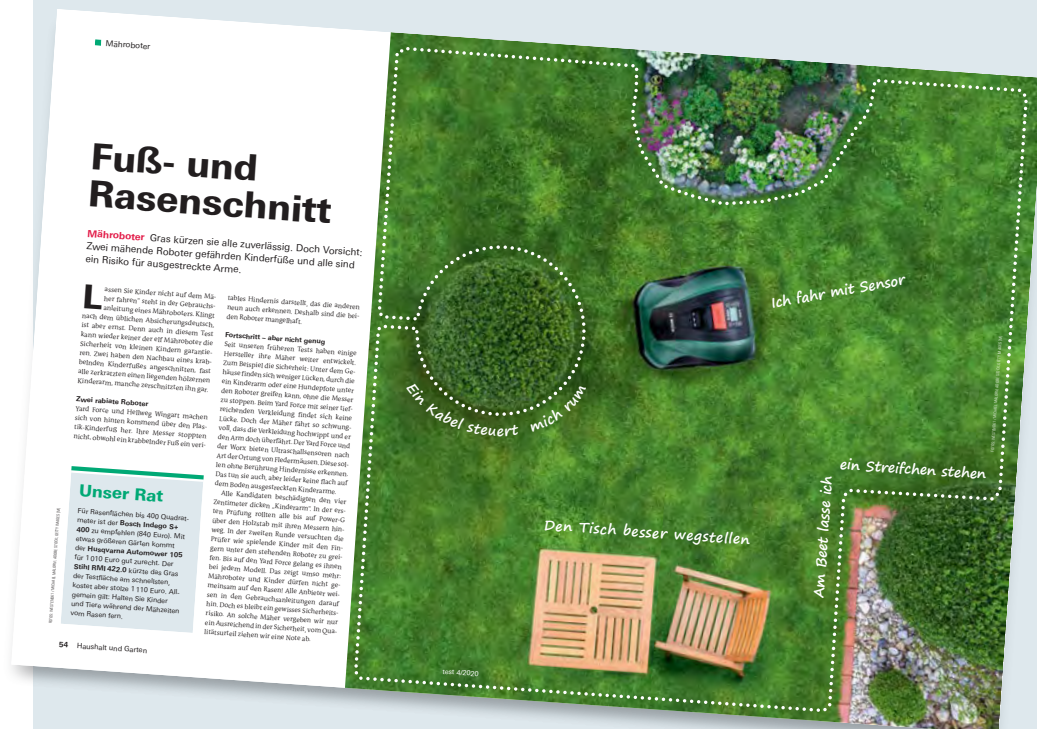 Mähroboter
Fuß- und
Rasenschnitt
Mähroboter Gras kürzen sie alle zuverlässig. Doch Vorsicht:
Zwei mähende Roboter gefährden Kinderfüße und alle sind
ein Risiko für ausgestreckte Arme.
Lassen Sie Kinder nicht auf dem Mä-
her fahren“ steht in der Gebrauchs-
anleitung eines Mähroboters. Klingt
nach dem üblichen Absicherungsdeutsch,
ist aber ernst. Denn auch in diesem Test
kann wieder keiner der elf Mähroboter die
Sicherheit von kleinen Kindern garantie-
ren. Zwei haben den Nachbau eines krab-
belnden Kinderfußes angeschnitten, fast
alle zerkratzten einen liegenden hölzernen
Kinderarm, manche zerschnitzten ihn gar.
Zwei rabiate Roboter
Yard Force und Hellweg Wingart machen
sich von hinten kommend über den Plas-
tik-Kinderfuß her. Ihre Messer stoppten
nicht, obwohl ein krabbelnder Fuß ein veri-
tables Hindernis darstellt, das die anderen
neun auch erkennen. Deshalb sind die bei-
den Roboter mangelhaft.
Fortschritt – aber nicht genug
Seit unseren früheren Tests haben einige
Hersteller ihre Mäher weiter entwickelt.
Zum Beispiel die Sicherheit: Unter dem Ge-
häuse finden sich weniger Lücken, durch die
ein Kinderarm oder eine Hundepfote unter
den Roboter greifen kann, ohne die Messer
zu stoppen. Beim Yard Force mit seiner tief-
reichenden Verkleidung findet sich keine
Lücke. Doch der Mäher fährt so schwung-
voll, dass die Verkleidung hochwippt und er
den Arm doch überfährt. Der Yard Force und
der Worx bieten Ultraschallsensoren nach
Art der Ortung von Fledermäusen. Diese sol-
len ohne Berührung Hindernisse erkennen.
Das tun sie auch, aber leider keine flach auf
dem Boden ausgestreckten Kinderarme.
Alle Kandidaten beschädigten den vier
Zentimeter dicken „Kinderarm“. In der ers-
ten Prüfung rollten alle bis auf Power-G
über den Holzstab mit ihren Messern hin-
weg. In der zweiten Runde versuchten die
Prüfer wie spielende Kinder mit den Fin-
gern unter den stehenden Roboter zu grei-
fen. Bis auf den Yard Force gelang es ihnen
bei jedem Modell. Das zeigt umso mehr:
Mähroboter und Kinder dürfen nicht ge-
meinsam auf den Rasen! Alle Anbieter wei-
sen in den Gebrauchsanleitungen darauf
hin. Doch es bleibt ein gewisses Sicherheits-
risiko. An solche Mäher vergeben wir nur
ein Ausreichend in der Sicherheit, vom Qua-
litätsurteil ziehen wir eine Note ab.
Unser Rat
Für Rasenflächen bis 400 Quadrat-
meter ist der Bosch Indego S+
400 zu empfehlen (840 Euro). Mit
etwas größeren Gärten kommt
der Husqvarna Automower 105
für 1 010 Euro gut zurecht. Der
Stihl RMI 422.0 kürzte das Gras
der Testfläche am schnellsten,
kostet aber stolze 1 110 Euro. All-
gemein gilt: Halten Sie Kinder
und Tiere während der Mähzeiten
vom Rasen fern.
54 Haushalt und Garten
Ich fahr mit Sensor
Ein Kabel steuert mich rum
ein Streifchen stehen
Am Beet lasse ich
Den Tisch besser wegstellen
test 4/2020